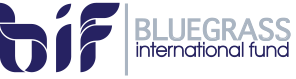 bif
BLUEGRASS
international fund